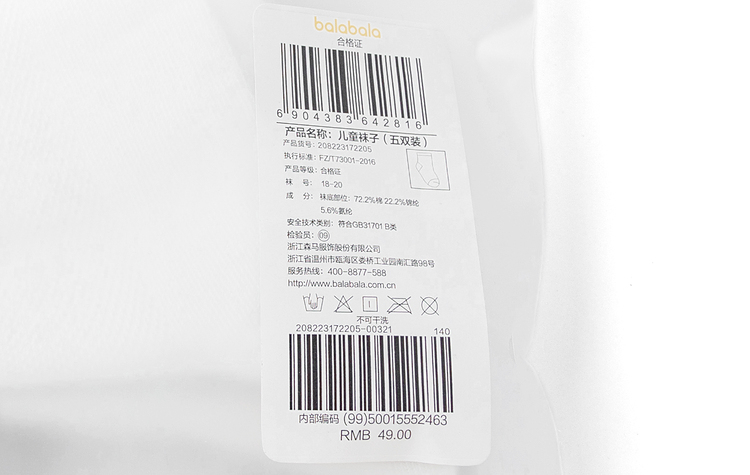 balabala
合格证
6 904383 642816
产品名称：儿童袜子（五双装）
产品货号：208223172205
执行标准：FZ/T73001-2016
产品等级：合格证
袜 号：18-20
成 分：袜底部位：72.2%棉 22.2%锦纶
5.6%氨纶
安全技术类别：符合GB31701 B类
检验员：09
浙江森马服饰股份有限公司
浙江省温州市瓯海区娄桥工业园南汇路98号
服务热线：400-8877-588
http://www.balabala.com.cn
不可干洗
208223172205-00321 140
内部编码 (99)50015552463
RMB 49.00